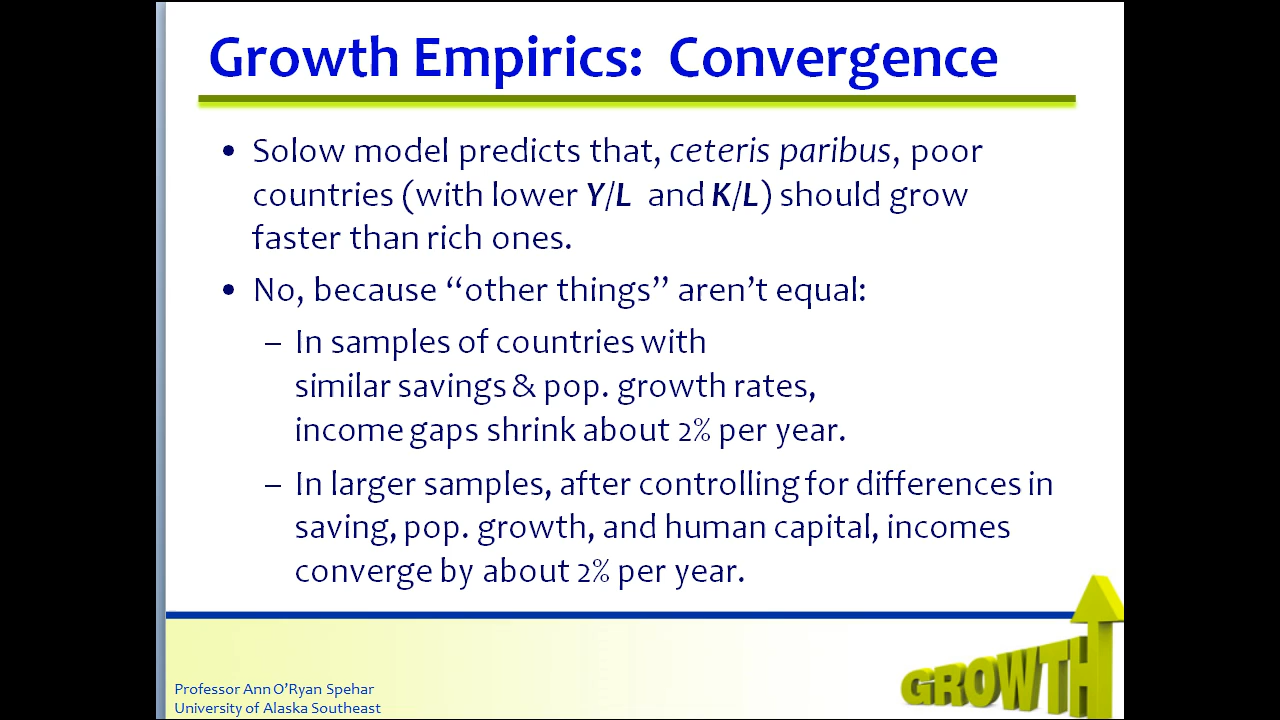 Growth Empirics: Convergence
• Solow model predicts that, ceteris paribus, poor
countries (with lower Y/L and K/L) should grow
faster than rich ones.
• No, because “other things” aren’t equal:
– In samples of countries with
similar savings & pop. growth rates,
income gaps shrink about 2% per year.
– In larger samples, after controlling for differences in
saving, pop. growth, and human capital, incomes
converge by about 2% per year.
GROWTH
Professor Ann O’Ryan Spehar
University of Alaska Southeast